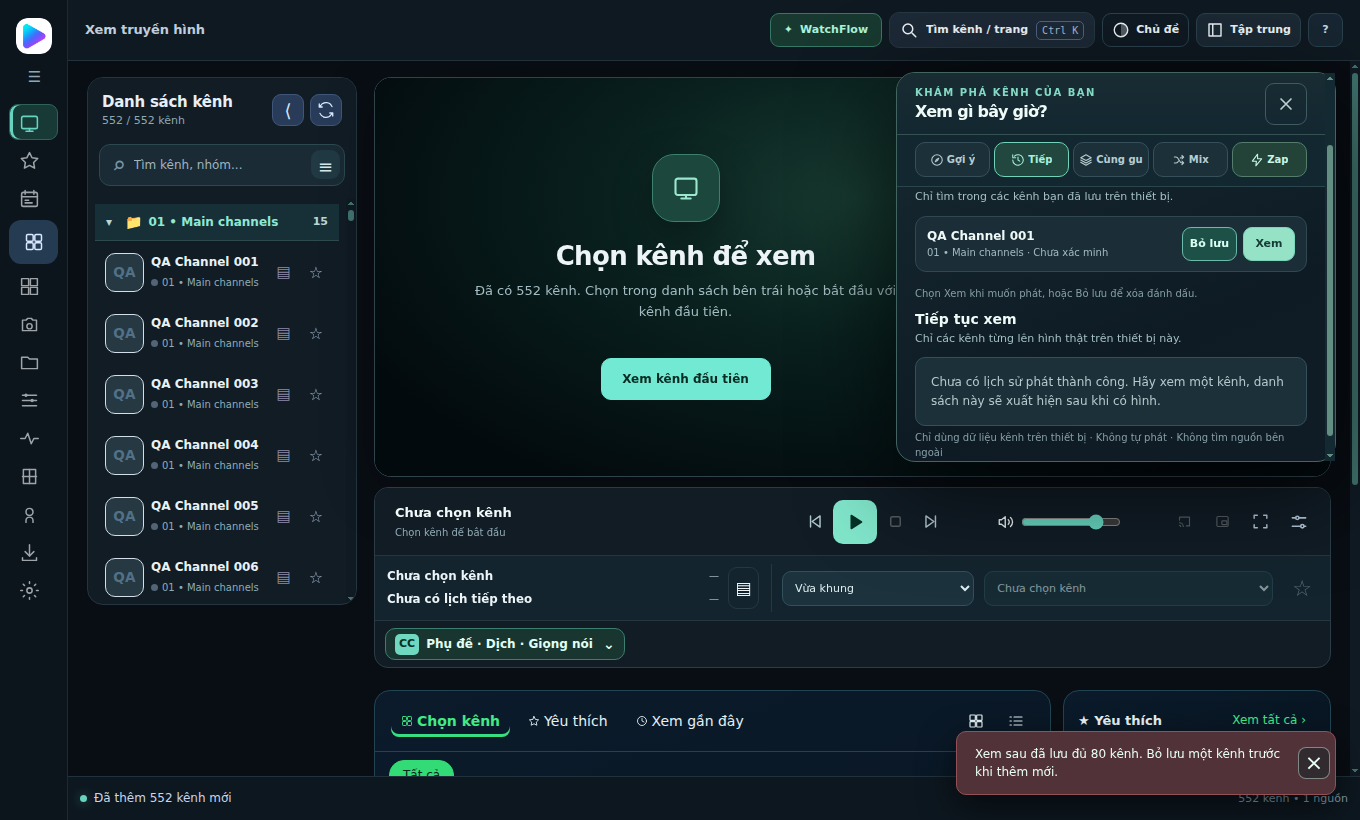 Xem truyền hình
✦ WatchFlow
Tìm kênh / trang Ctrl K
Chủ đề
Tập trung
?
Danh sách kênh
552 / 552 kênh
Tìm kênh, nhóm...
01 • Main channels 15
QA QA Channel 001
01 • Main channels
QA QA Channel 002
01 • Main channels
QA QA Channel 003
01 • Main channels
QA QA Channel 004
01 • Main channels
QA QA Channel 005
01 • Main channels
QA QA Channel 006
01 • Main channels
Chọn kênh để xem
Đã có 552 kênh. Chọn trong danh sách bên trái hoặc bắt đầu với
kênh đầu tiên.
Xem kênh đầu tiên
KHÁM PHÁ KÊNH CỦA BẠN
Xem gì bây giờ?
Gợi ý
Tiếp
Cùng gu
Mix
Zap
Chỉ tìm trong các kênh bạn đã lưu trên thiết bị.
QA Channel 001
01 • Main channels · Chưa xác minh
Bỏ lưu
Xem
Chọn Xem khi muốn phát, hoặc Bỏ lưu để xóa đánh dấu.
Tiếp tục xem
Chỉ các kênh từng lên hình thật trên thiết bị này.
Chưa có lịch sử phát thành công. Hãy xem một kênh, danh
sách này sẽ xuất hiện sau khi có hình.
Chỉ dùng dữ liệu kênh trên thiết bị · Không tự phát · Không tìm nguồn bên
ngoài
Chưa chọn kênh
Chọn kênh để bắt đầu
Chưa chọn kênh —
Chưa có lịch tiếp theo —
Vừa khung
Chưa chọn kênh
CC Phụ đề · Dịch · Giọng nói
Chọn kênh
Yêu thích
Xem gần đây
Tất cả
★ Yêu thích
Xem tất cả ›
Xem sau đã lưu đủ 80 kênh. Bỏ lưu một kênh trước
khi thêm mới.
Đã thêm 552 kênh mới
552 kênh • 1 nguồn